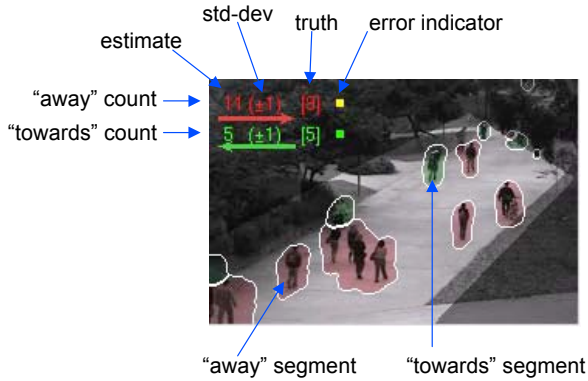 std-dev
estimate
truth
error indicator
“away” count
11 (±1) [8]
“towards” count
5 (±1) [5]
“away” segment
“towards” segment